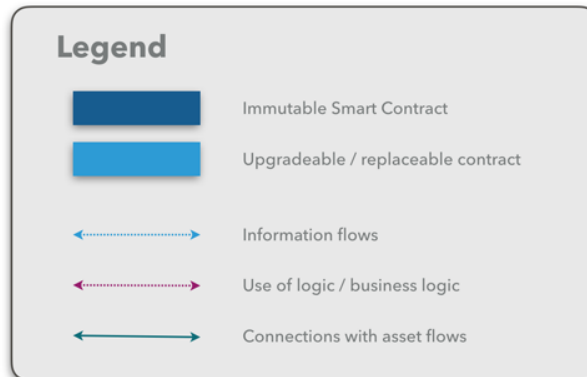 Legend
Immutable Smart Contract
Upgradeable / replaceable contract
Information flows
Use of logic / business logic
Connections with asset flows